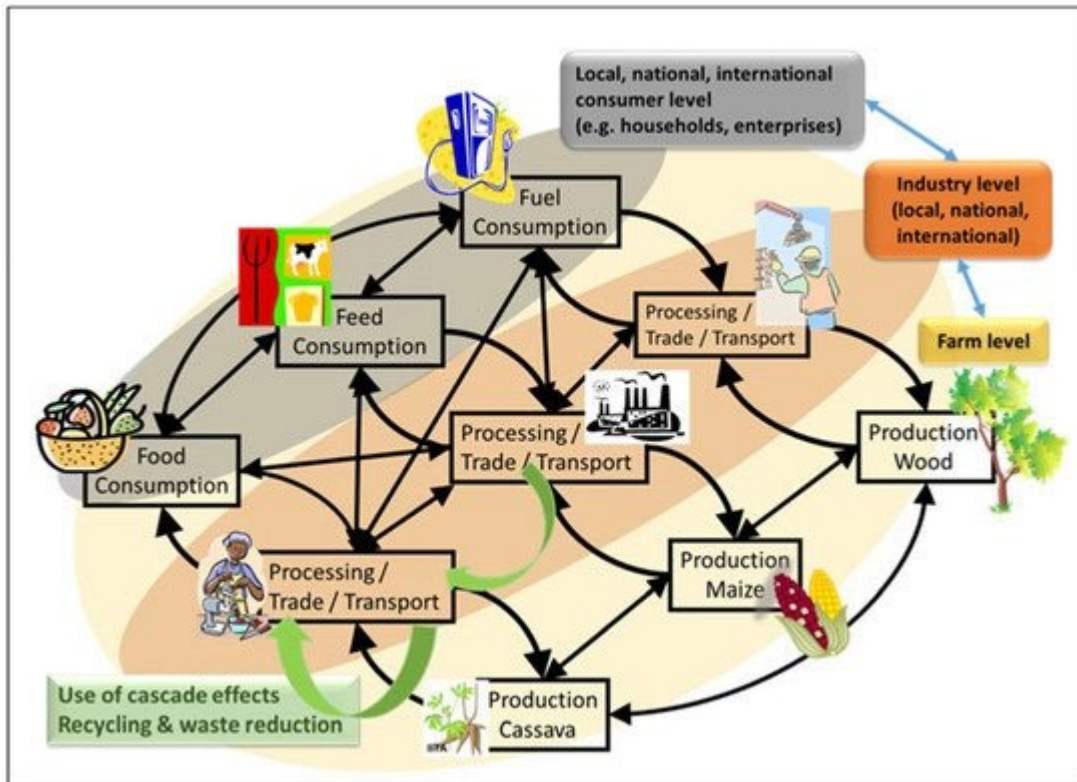 Local, national, international
consumer level
(e.g. households, enterprises)
Industry level
(local, national,
international)
Farm level
Fuel
Consumption
Feed
Consumption
Food
Consumption
Processing /
Trade / Transport
Processing /
Trade / Transport
Processing /
Trade / Transport
Production
Wood
Production
Maize
Production
Cassava
IITA
Use of cascade effects
Recycling & waste reduction